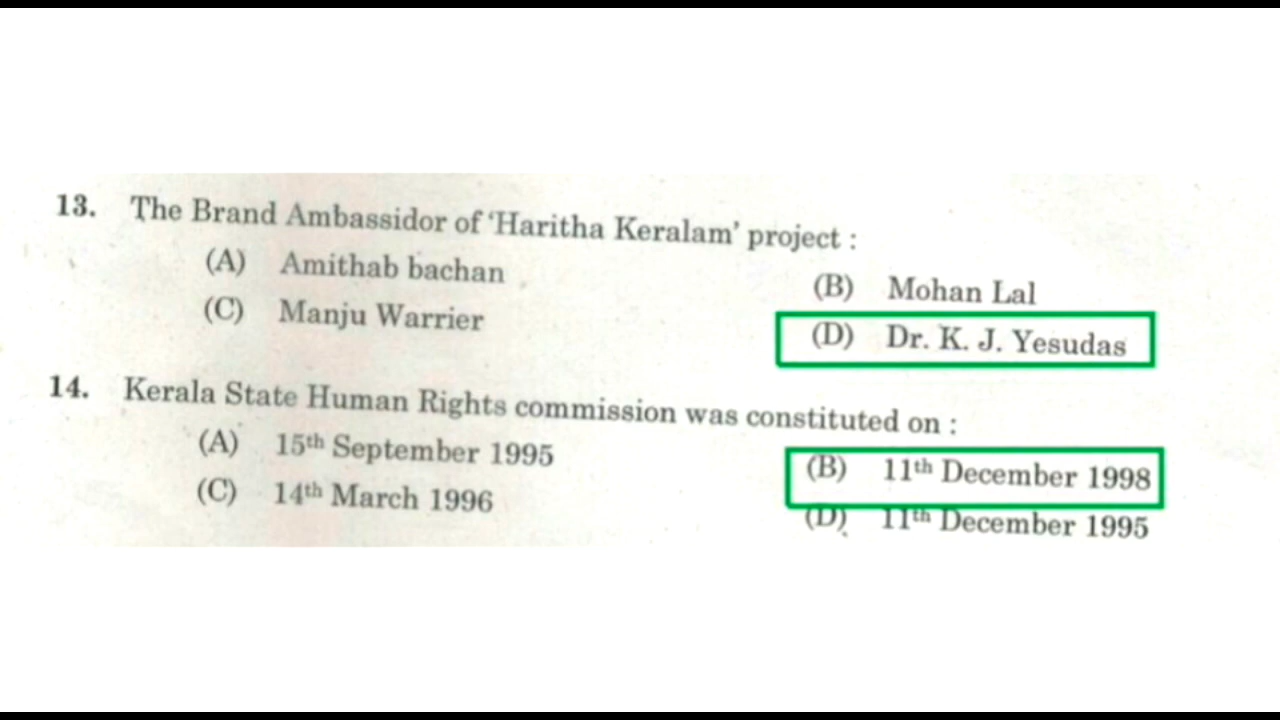 13. The Brand Ambassidor of 'Haritha Keralam' project :
(A) Amithab bachan
(B) Mohan Lal
(C) Manju Warrier
(D) Dr. K. J. Yesudas
14. Kerala State Human Rights commission was constituted on :
(A) 15th September 1995
(B) 11th December 1998
(C) 14th March 1996
(D) 11th December 1995